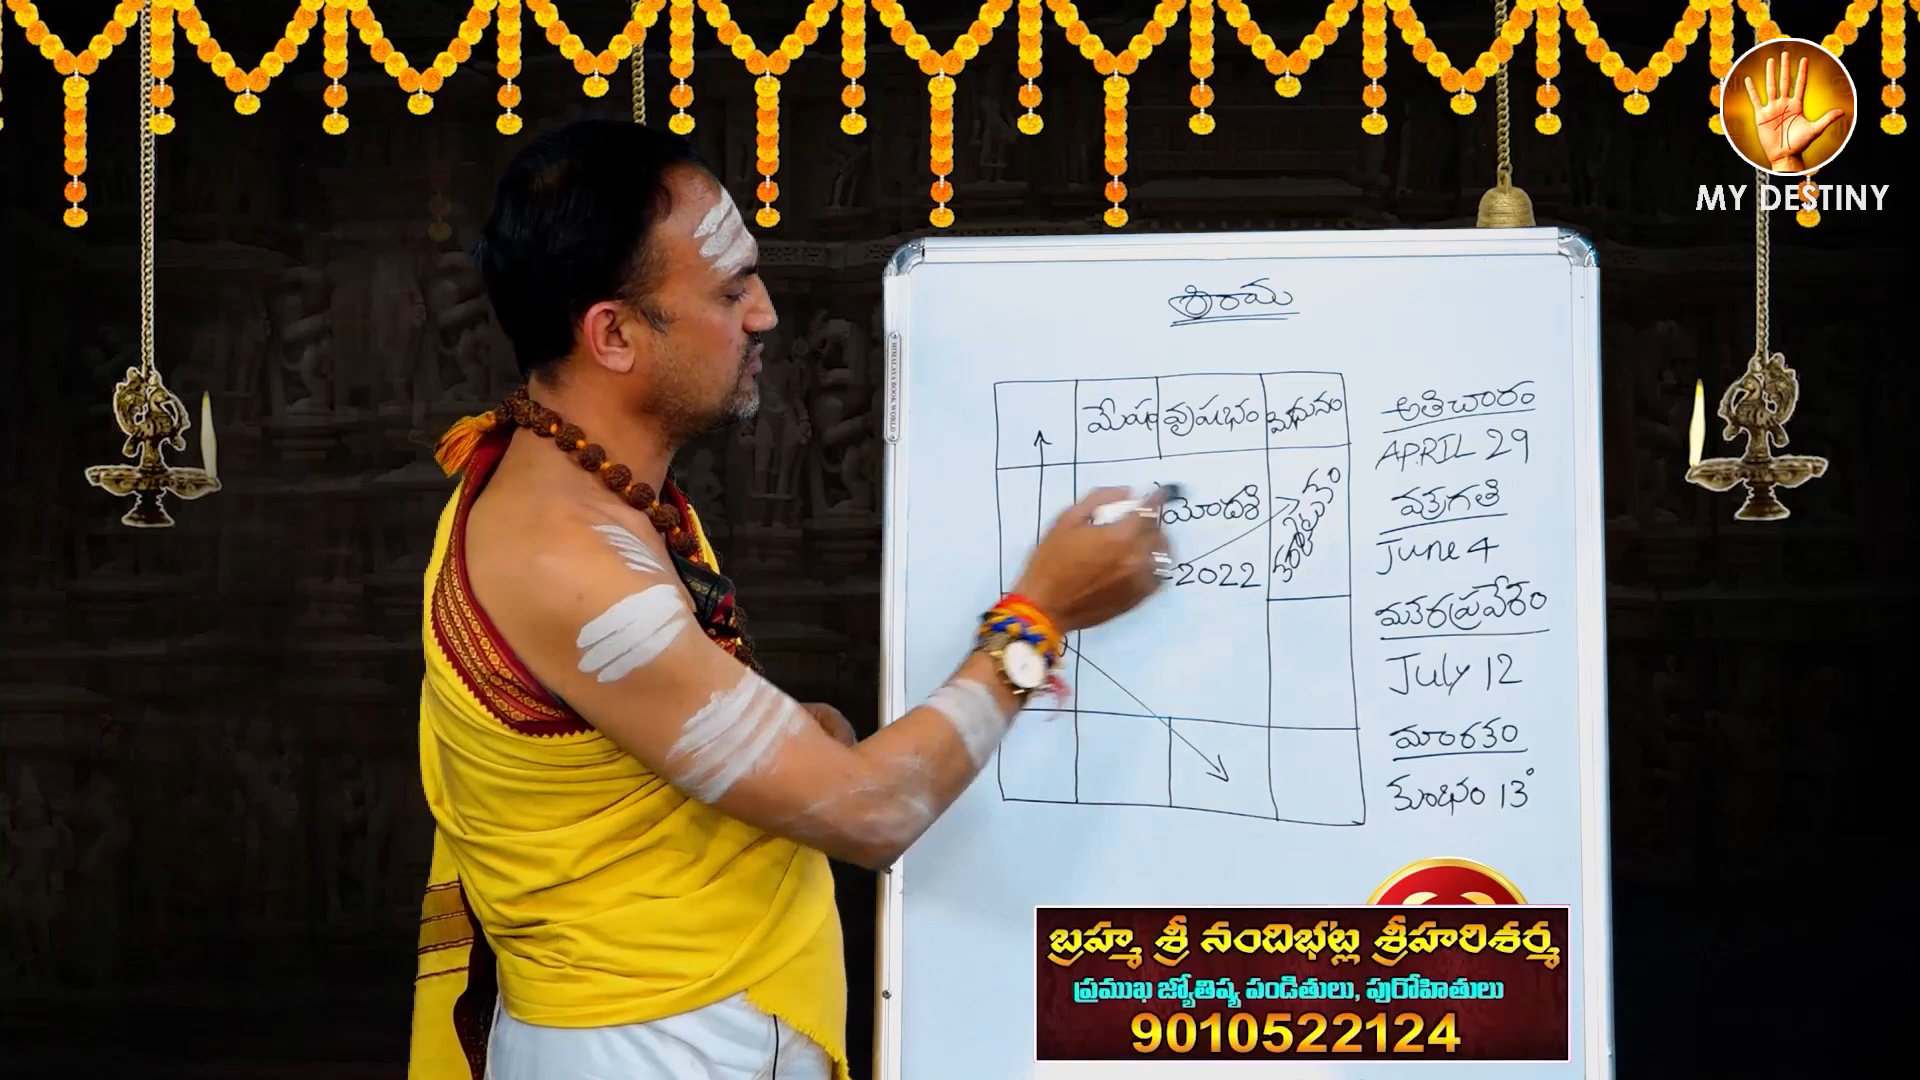 MY DESTINY
శ్రీరామ
మేషం వృషభం మిథునం
అతిచారం
APRIL 29
వక్రగతి
June 4
2022
మకరప్రవేశం
July 12
మారకం
కుంభం 13°
బ్రహ్మ శ్రీ నందిభట్ల శ్రీహరిశర్మ
ప్రముఖ జ్యోతిష్య పండితులు, పురోహితులు
9010522124